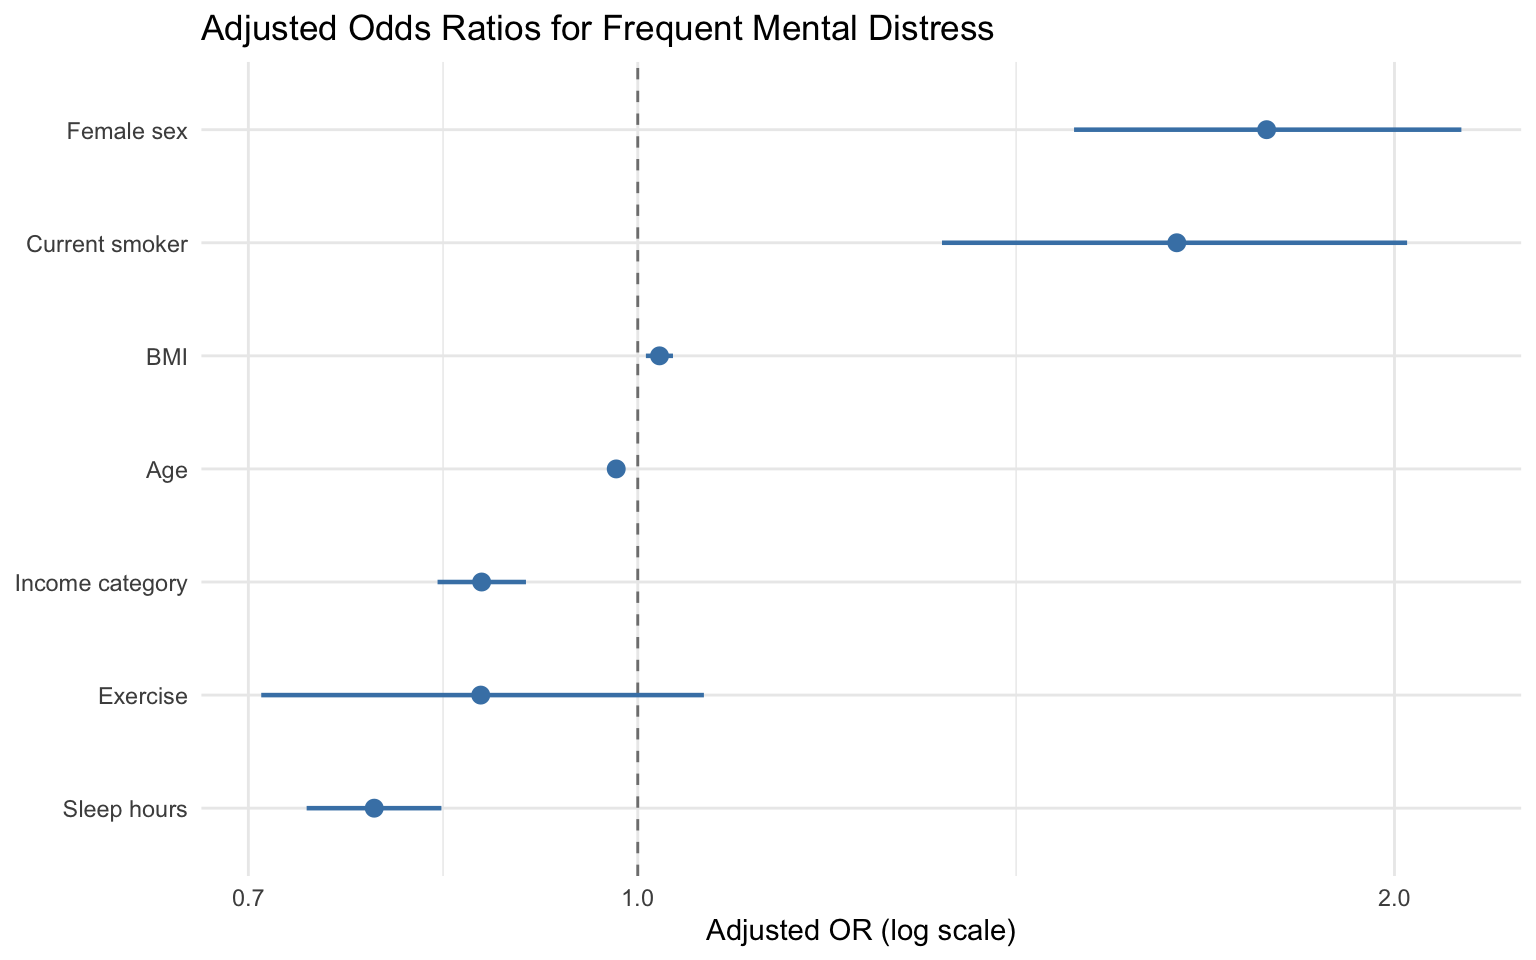 Adjusted Odds Ratios for Frequent Mental Distress
Female sex
Current smoker
BMI
Age
Income category
Exercise
Sleep hours
0.7
1.0
2.0
Adjusted OR (log scale)